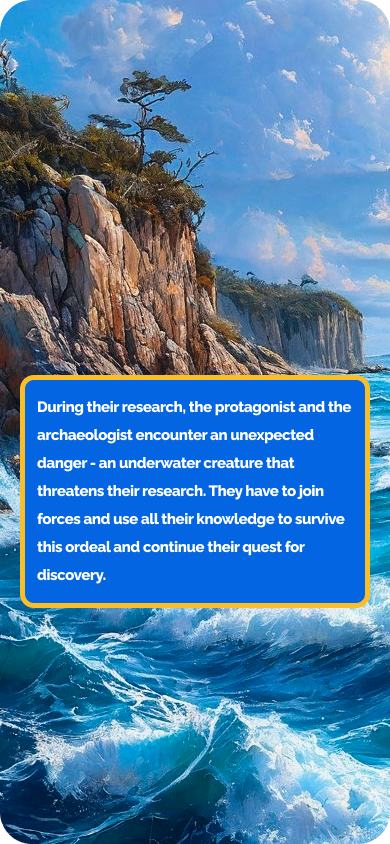 During their research, the protagonist and the
archaeologist encounter an unexpected
danger - an underwater creature that
threatens their research. They have to join
forces and use all their knowledge to survive
this ordeal and continue their quest for
discovery.